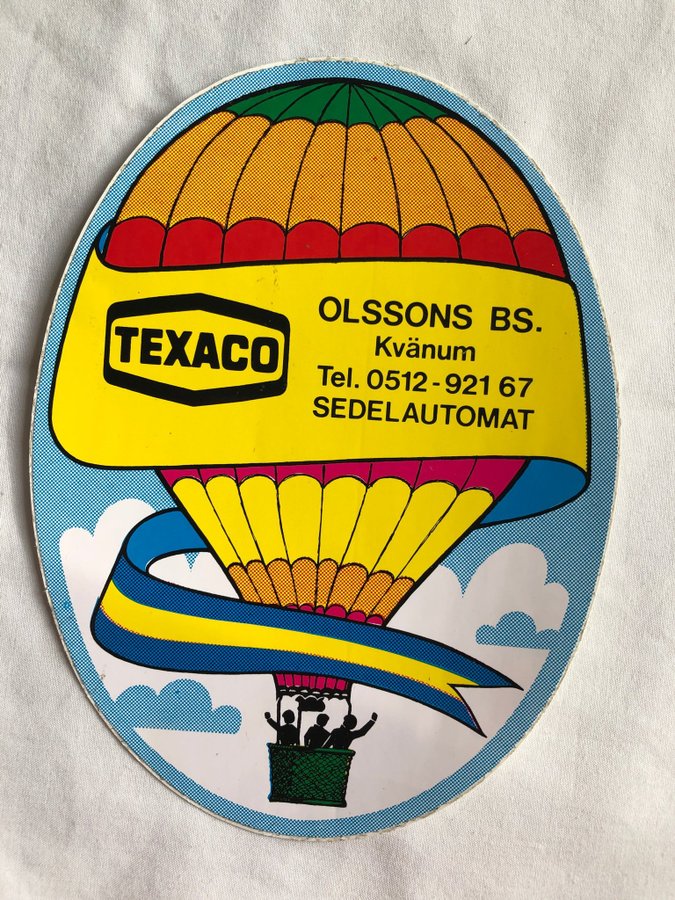 TEXACO
OLSSONS BS.
Kvänum
Tel. 0512-921 67
SEDELAUTOMAT